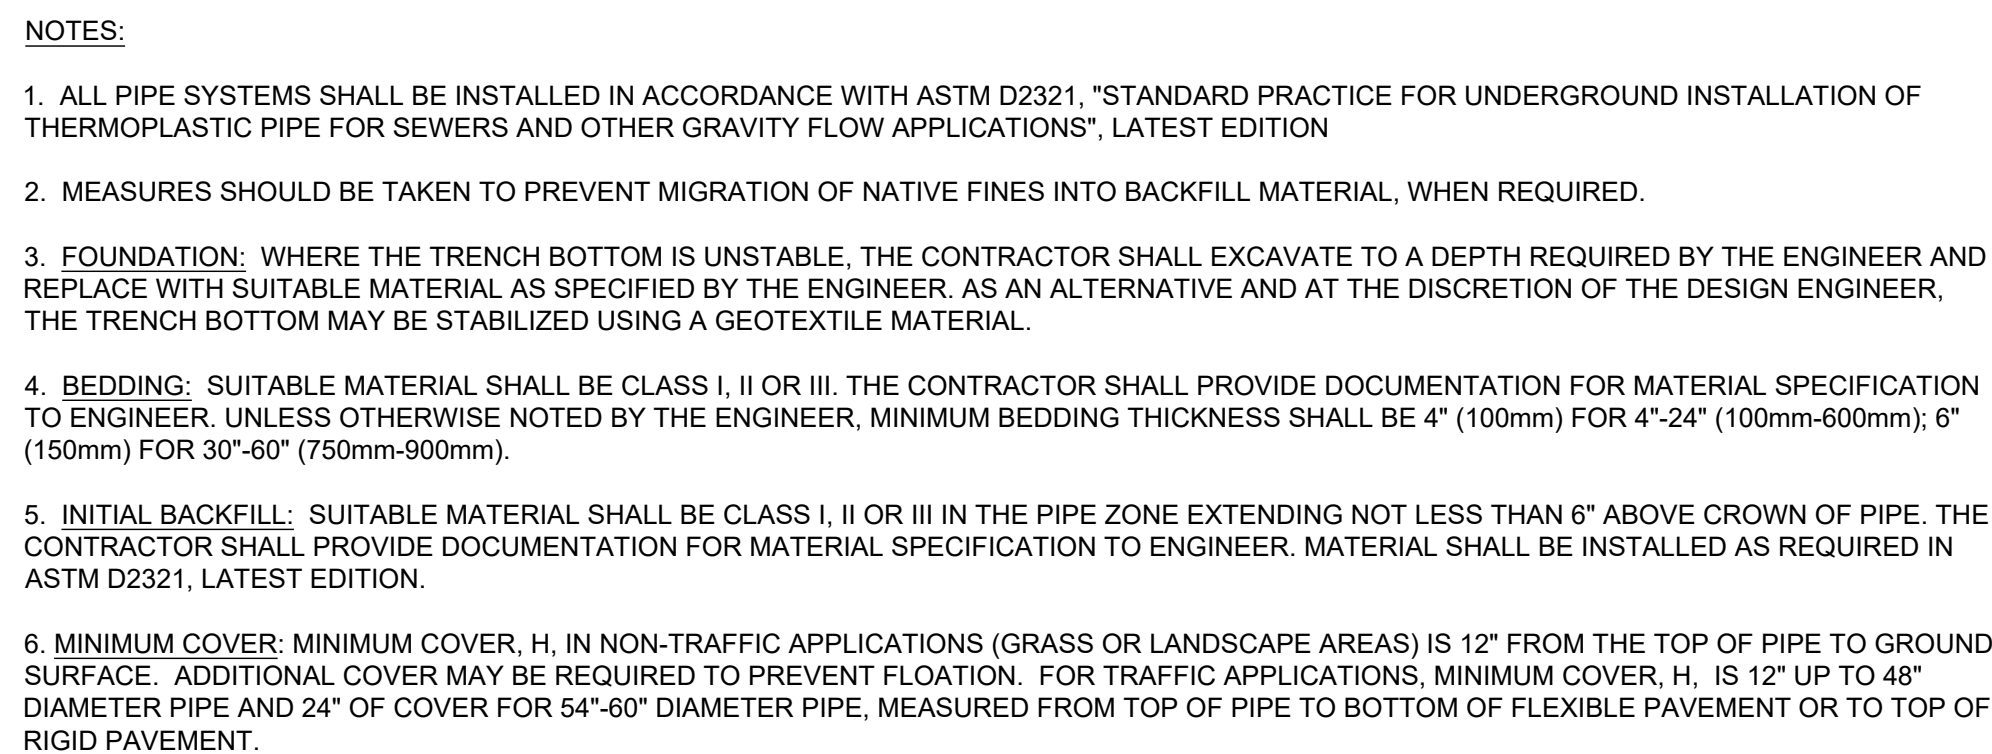 NOTES:
1. ALL PIPE SYSTEMS SHALL BE INSTALLED IN ACCORDANCE WITH ASTM D2321, "STANDARD PRACTICE FOR UNDERGROUND INSTALLATION OF
THERMOPLASTIC PIPE FOR SEWERS AND OTHER GRAVITY FLOW APPLICATIONS", LATEST EDITION
2. MEASURES SHOULD BE TAKEN TO PREVENT MIGRATION OF NATIVE FINES INTO BACKFILL MATERIAL, WHEN REQUIRED.
3. FOUNDATION: WHERE THE TRENCH BOTTOM IS UNSTABLE, THE CONTRACTOR SHALL EXCAVATE TO A DEPTH REQUIRED BY THE ENGINEER AND
REPLACE WITH SUITABLE MATERIAL AS SPECIFIED BY THE ENGINEER. AS AN ALTERNATIVE AND AT THE DISCRETION OF THE DESIGN ENGINEER,
THE TRENCH BOTTOM MAY BE STABILIZED USING A GEOTEXTILE MATERIAL.
4. BEDDING: SUITABLE MATERIAL SHALL BE CLASS I, II OR III. THE CONTRACTOR SHALL PROVIDE DOCUMENTATION FOR MATERIAL SPECIFICATION
TO ENGINEER. UNLESS OTHERWISE NOTED BY THE ENGINEER, MINIMUM BEDDING THICKNESS SHALL BE 4" (100mm) FOR 4"-24" (100mm-600mm); 6"
(150mm) FOR 30"-60" (750mm-900mm).
5. INITIAL BACKFILL: SUITABLE MATERIAL SHALL BE CLASS I, II OR III IN THE PIPE ZONE EXTENDING NOT LESS THAN 6" ABOVE CROWN OF PIPE. THE
CONTRACTOR SHALL PROVIDE DOCUMENTATION FOR MATERIAL SPECIFICATION TO ENGINEER. MATERIAL SHALL BE INSTALLED AS REQUIRED IN
ASTM D2321, LATEST EDITION.
6. MINIMUM COVER: MINIMUM COVER, H, IN NON-TRAFFIC APPLICATIONS (GRASS OR LANDSCAPE AREAS) IS 12" FROM THE TOP OF PIPE TO GROUND
SURFACE. ADDITIONAL COVER MAY BE REQUIRED TO PREVENT FLOATION. FOR TRAFFIC APPLICATIONS, MINIMUM COVER, H, IS 12" UP TO 48"
DIAMETER PIPE AND 24" OF COVER FOR 54"-60" DIAMETER PIPE, MEASURED FROM TOP OF PIPE TO BOTTOM OF FLEXIBLE PAVEMENT OR TO TOP OF
RIGID PAVEMENT.